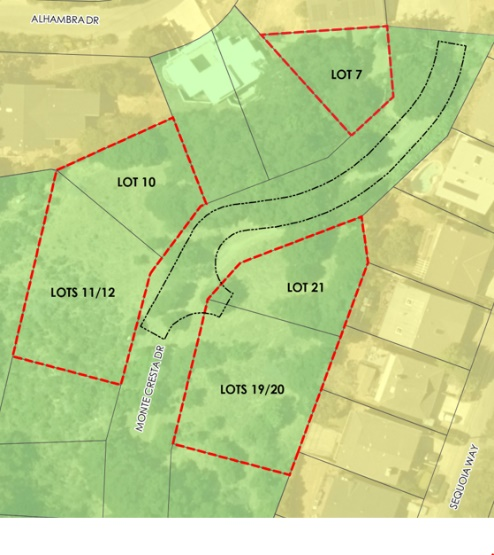 ALHAMBRA DR
LOT 7
LOT 10
LOTS 11/12
LOT 21
MONTE CRESTA DR
LOTS 19/20
SEQUOIA WAY